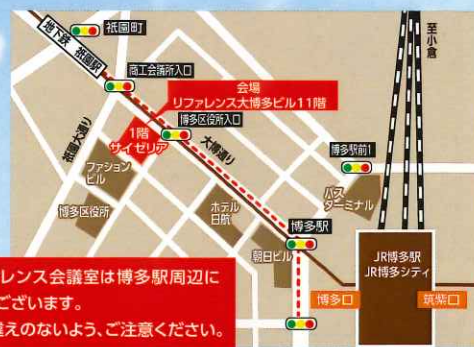 祇園町
地下鉄 祇園駅
商工会議所入口
会場
リファレンス大博多ビル11階
至小倉
博多区役所入口
1階
サイゼリア
大博通り
祇園大通り
博多駅前1
ファッション
ビル
バス
ターミナル
博多区役所
ホテル
日航
博多駅
朝日ビル
JR博多駅
JR博多シティ
博多口
筑紫口
レンス会議室は博多駅周辺に
ございます。
違えのないよう、ご注意ください。